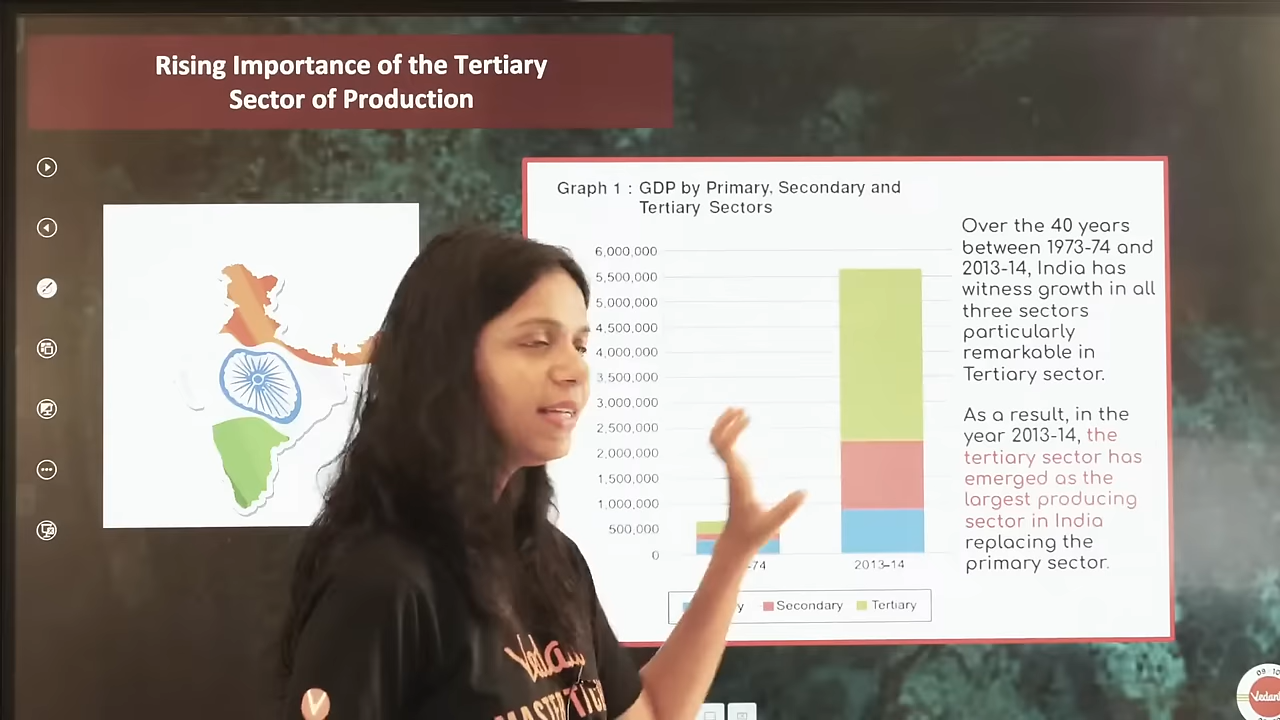 Rising Importance of the Tertiary
Sector of Production
Graph 1 : GDP by Primary, Secondary and
Tertiary Sectors
6,000,000
5,500,000
5,000,000
4,500,000
4,000,000
3,500,000
3,000,000
2,500,000
2,000,000
1,500,000
1,000,000
500,000
0
-74
2013-14
y Secondary Tertiary
Over the 40 years
between 1973-74 and
2013-14, India has
witness growth in all
three sectors
particularly
remarkable in
Tertiary sector.
As a result, in the
year 2013-14, the
tertiary sector has
emerged as the
largest producing
sector in India
replacing the
primary sector.
Vedantu
V